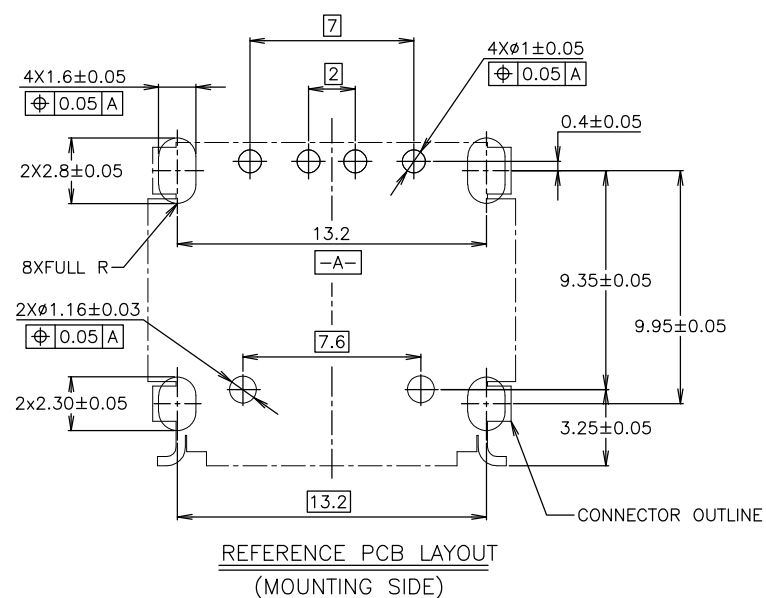 7
4XØ1±0.05
⌖ 0.05 A
4X1.6±0.05
⌖ 0.05 A
2
0.4±0.05
2X2.8±0.05
13.2
8XFULL R
-A-
9.35±0.05
2XØ1.16±0.03
⌖ 0.05 A
7.6
9.95±0.05
2x2.30±0.05
3.25±0.05
13.2
CONNECTOR OUTLINE
REFERENCE PCB LAYOUT
(MOUNTING SIDE)